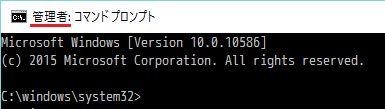 管理者: コマンドプロンプト
Microsoft Windows [Version 10.0.10586]
(c) 2015 Microsoft Corporation. All rights reserved.
C:\windows\system32>